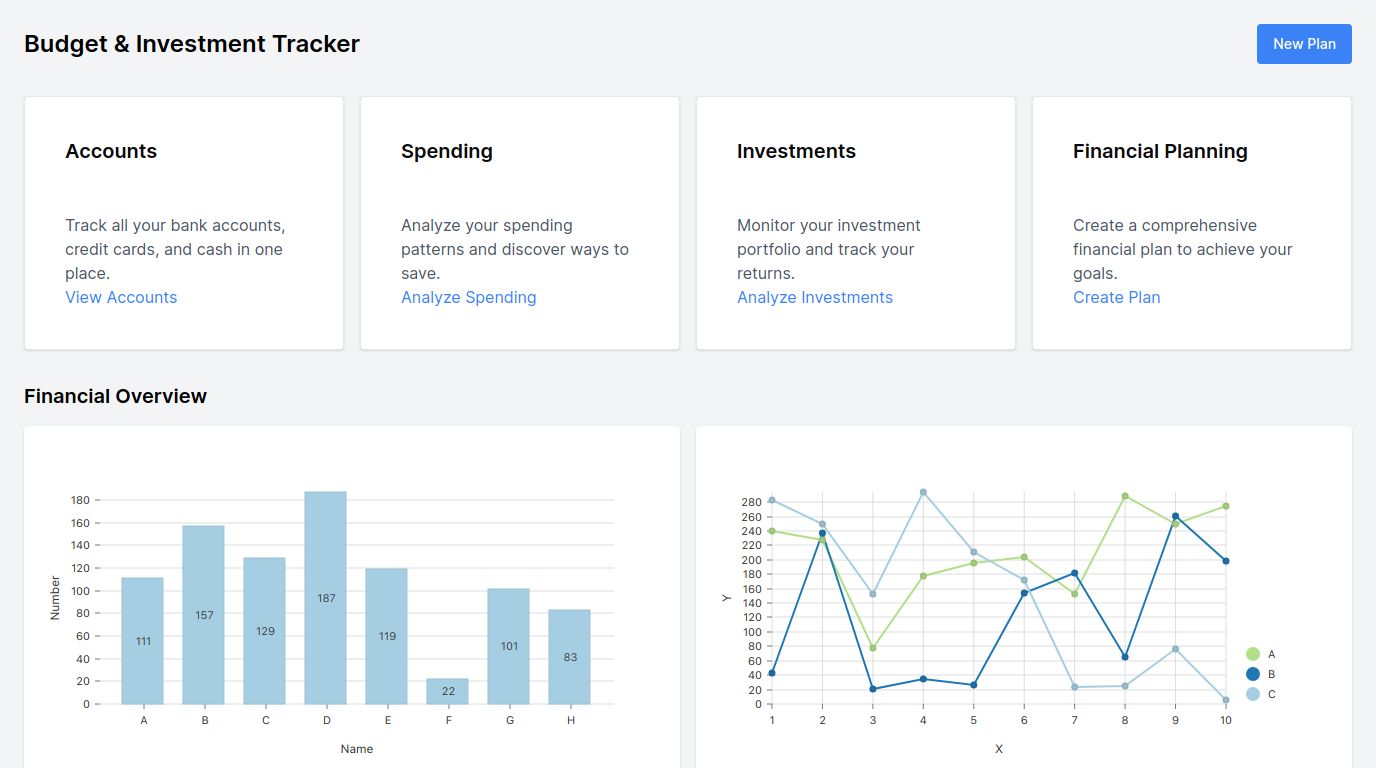 Budget & Investment Tracker
New Plan
Accounts
Track all your bank accounts,
credit cards, and cash in one
place.
View Accounts
Spending
Analyze your spending
patterns and discover ways to
save.
Analyze Spending
Investments
Monitor your investment
portfolio and track your
returns.
Analyze Investments
Financial Planning
Create a comprehensive
financial plan to achieve your
goals.
Create Plan
Financial Overview
Number
180
160
140
120
100
80
60
40
20
0
111
157
129
187
119
22
101
83
A B C D E F G H
Name
Y
280
260
240
220
200
180
160
140
120
100
80
60
40
20
0
1 2 3 4 5 6 7 8 9 10
X
A
B
C